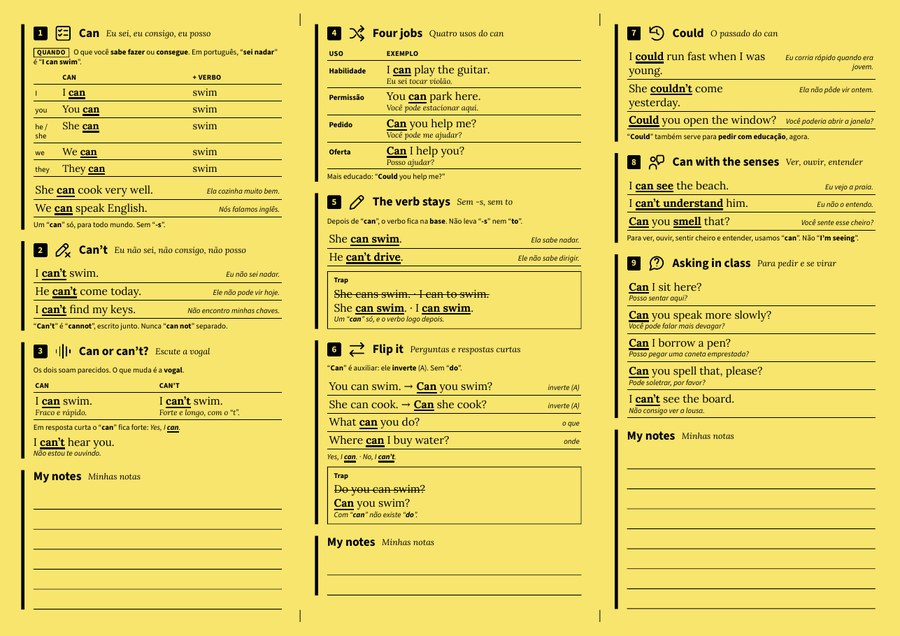 1 Can Eu sei, eu consigo, eu posso
QUANDO O que você sabe fazer ou consegue. Em português, “sei nadar”
é “I can swim”.
CAN + VERBO
I I can swim
you You can swim
he / She can swim
she
we We can swim
they They can swim
She can cook very well. Ela cozinha muito bem.
We can speak English. Nós falamos inglês.
Um “can” só, para todo mundo. Sem “-s”.
2 Can’t Eu não sei, não consigo, não posso
I can’t swim. Eu não sei nadar.
He can’t come today. Ele não pode vir hoje.
I can’t find my keys. Não encontro minhas chaves.
“Can’t” é “cannot”, escrito junto. Nunca “can not” separado.
3 Can or can’t? Escute a vogal
Os dois soam parecidos. O que muda é a vogal.
CAN CAN’T
I can swim. I can’t swim.
Fraco e rápido. Forte e longo, com o “t”.
Em resposta curta o “can” fica forte: Yes, I can.
I can’t hear you.
Não estou te ouvindo.
My notes Minhas notas
4 Four jobs Quatro usos do can
USO EXEMPLO
Habilidade I can play the guitar.
Eu sei tocar violão.
Permissão You can park here.
Você pode estacionar aqui.
Pedido Can you help me?
Você pode me ajudar?
Oferta Can I help you?
Posso ajudar?
Mais educado: “Could you help me?”
5 The verb stays Sem -s, sem to
Depois de “can”, o verbo fica na base. Não leva “-s” nem “to”.
She can swim. Ela sabe nadar.
He can’t drive. Ele não sabe dirigir.
Trap
She cans swim. · I can to swim.
She can swim. · I can swim.
Um “can” só, e o verbo logo depois.
6 Flip it Perguntas e respostas curtas
“Can” é auxiliar: ele inverte (A). Sem “do”.
You can swim. → Can you swim? inverte (A)
She can cook. → Can she cook? inverte (A)
What can you do? o que
Where can I buy water? onde
Yes, I can. · No, I can’t.
Trap
Do you can swim?
Can you swim?
Com “can” não existe “do”.
My notes Minhas notas
7 Could O passado do can
I could run fast when I was Eu corria rápido quando era
young. jovem.
She couldn’t come Ela não pôde vir ontem.
yesterday.
Could you open the window? Você poderia abrir a janela?
“Could” também serve para pedir com educação, agora.
8 Can with the senses Ver, ouvir, entender
I can see the beach. Eu vejo a praia.
I can’t understand him. Eu não o entendo.
Can you smell that? Você sente esse cheiro?
Para ver, ouvir, sentir cheiro e entender, usamos “can”. Não “I’m seeing”.
9 Asking in class Para pedir e se virar
Can I sit here?
Posso sentar aqui?
Can you speak more slowly?
Você pode falar mais devagar?
Can I borrow a pen?
Posso pegar uma caneta emprestada?
Can you spell that, please?
Pode soletrar, por favor?
I can’t see the board.
Não consigo ver a lousa.
My notes Minhas notas